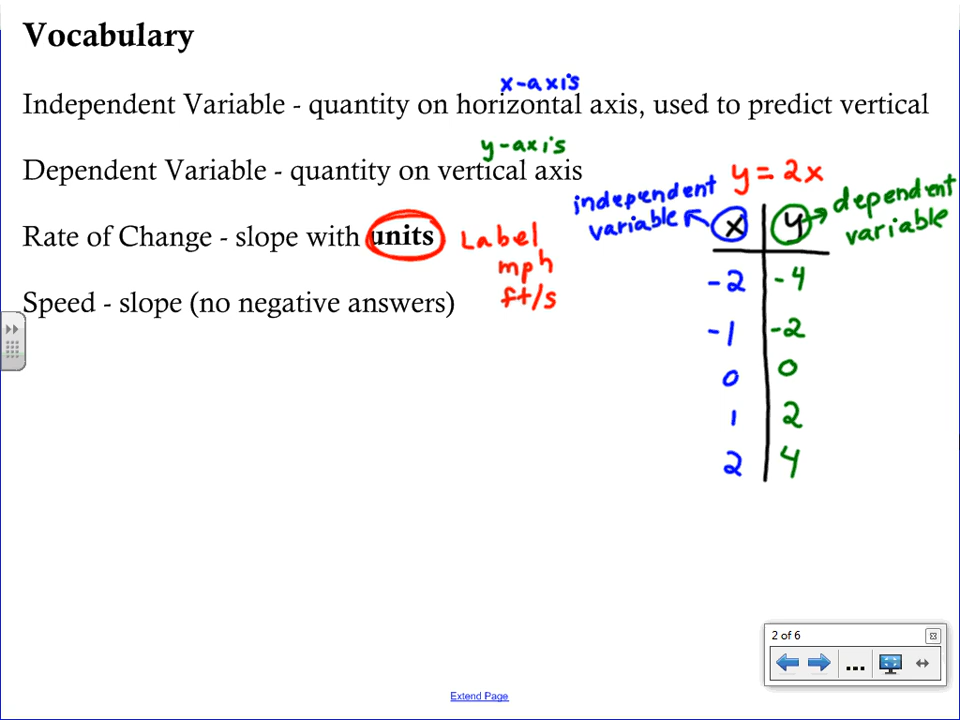 Vocabulary
x-axis
Independent Variable - quantity on horizontal axis, used to predict vertical
y-axis
Dependent Variable - quantity on vertical axis
Rate of Change - slope with units
Label
mph
ft/s
Speed - slope (no negative answers)
y = 2x
independent
variable
dependent
variable
x y
-2 -4
-1 -2
0 0
1 2
2 4
2 of 6
...
Extend Page